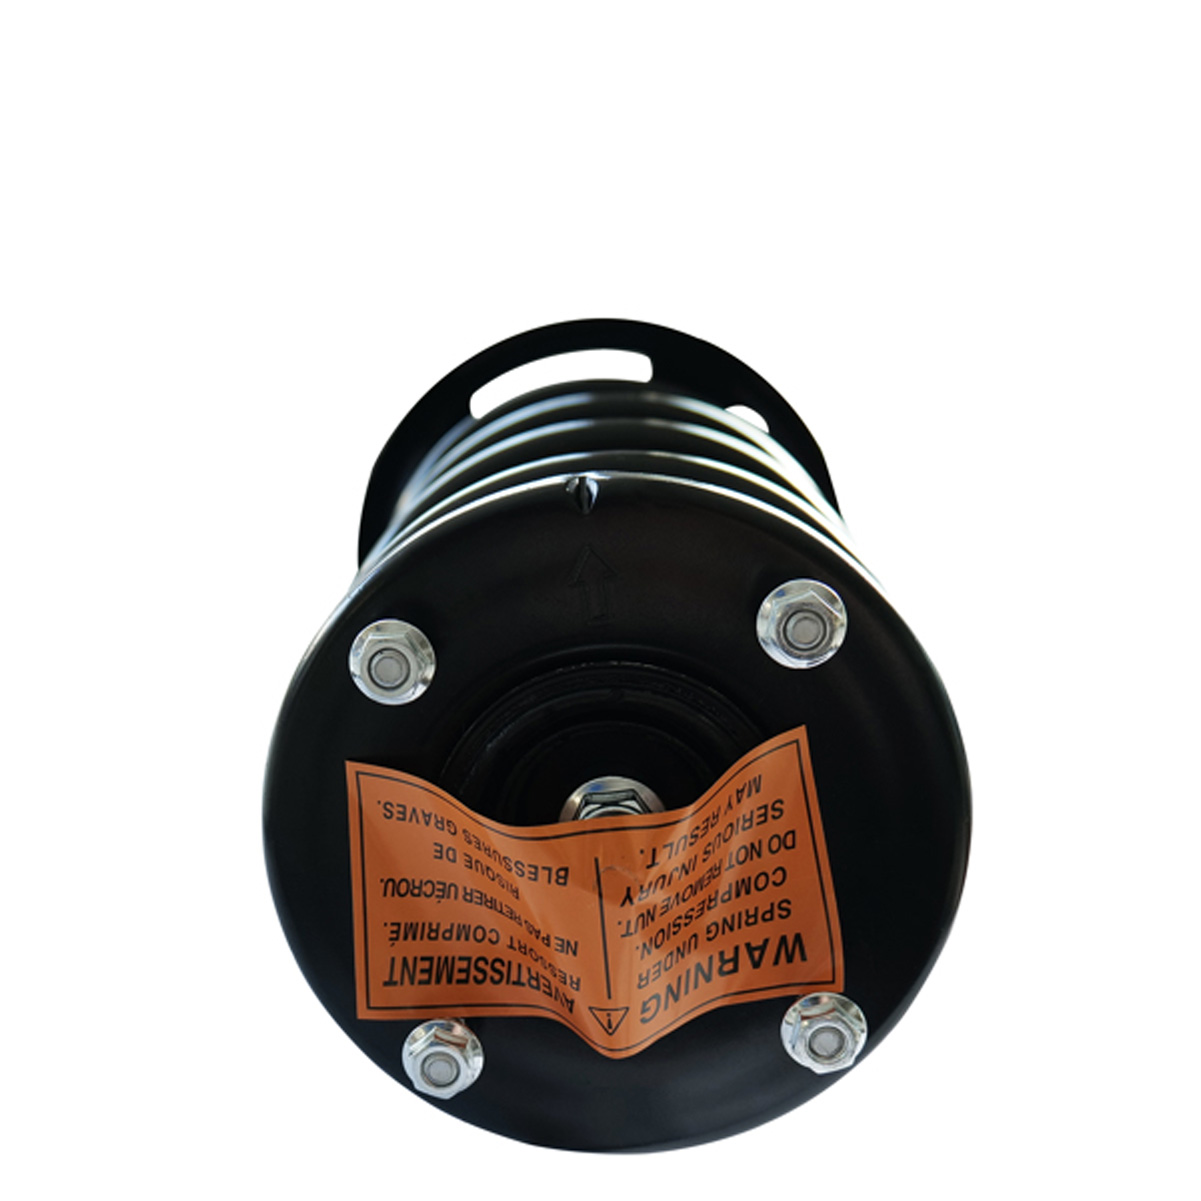 WARNING
SPRING UNDER
COMPRESSION.
DO NOT REMOVE NUT.
SERIOUS INJURY
MAY RESULT.
AVERTISSEMENT
RESSORT COMPRIMÉ.
NE PAS RETIRER UÉCROU.
RISQUE DE
BLESSURES GRAVES.